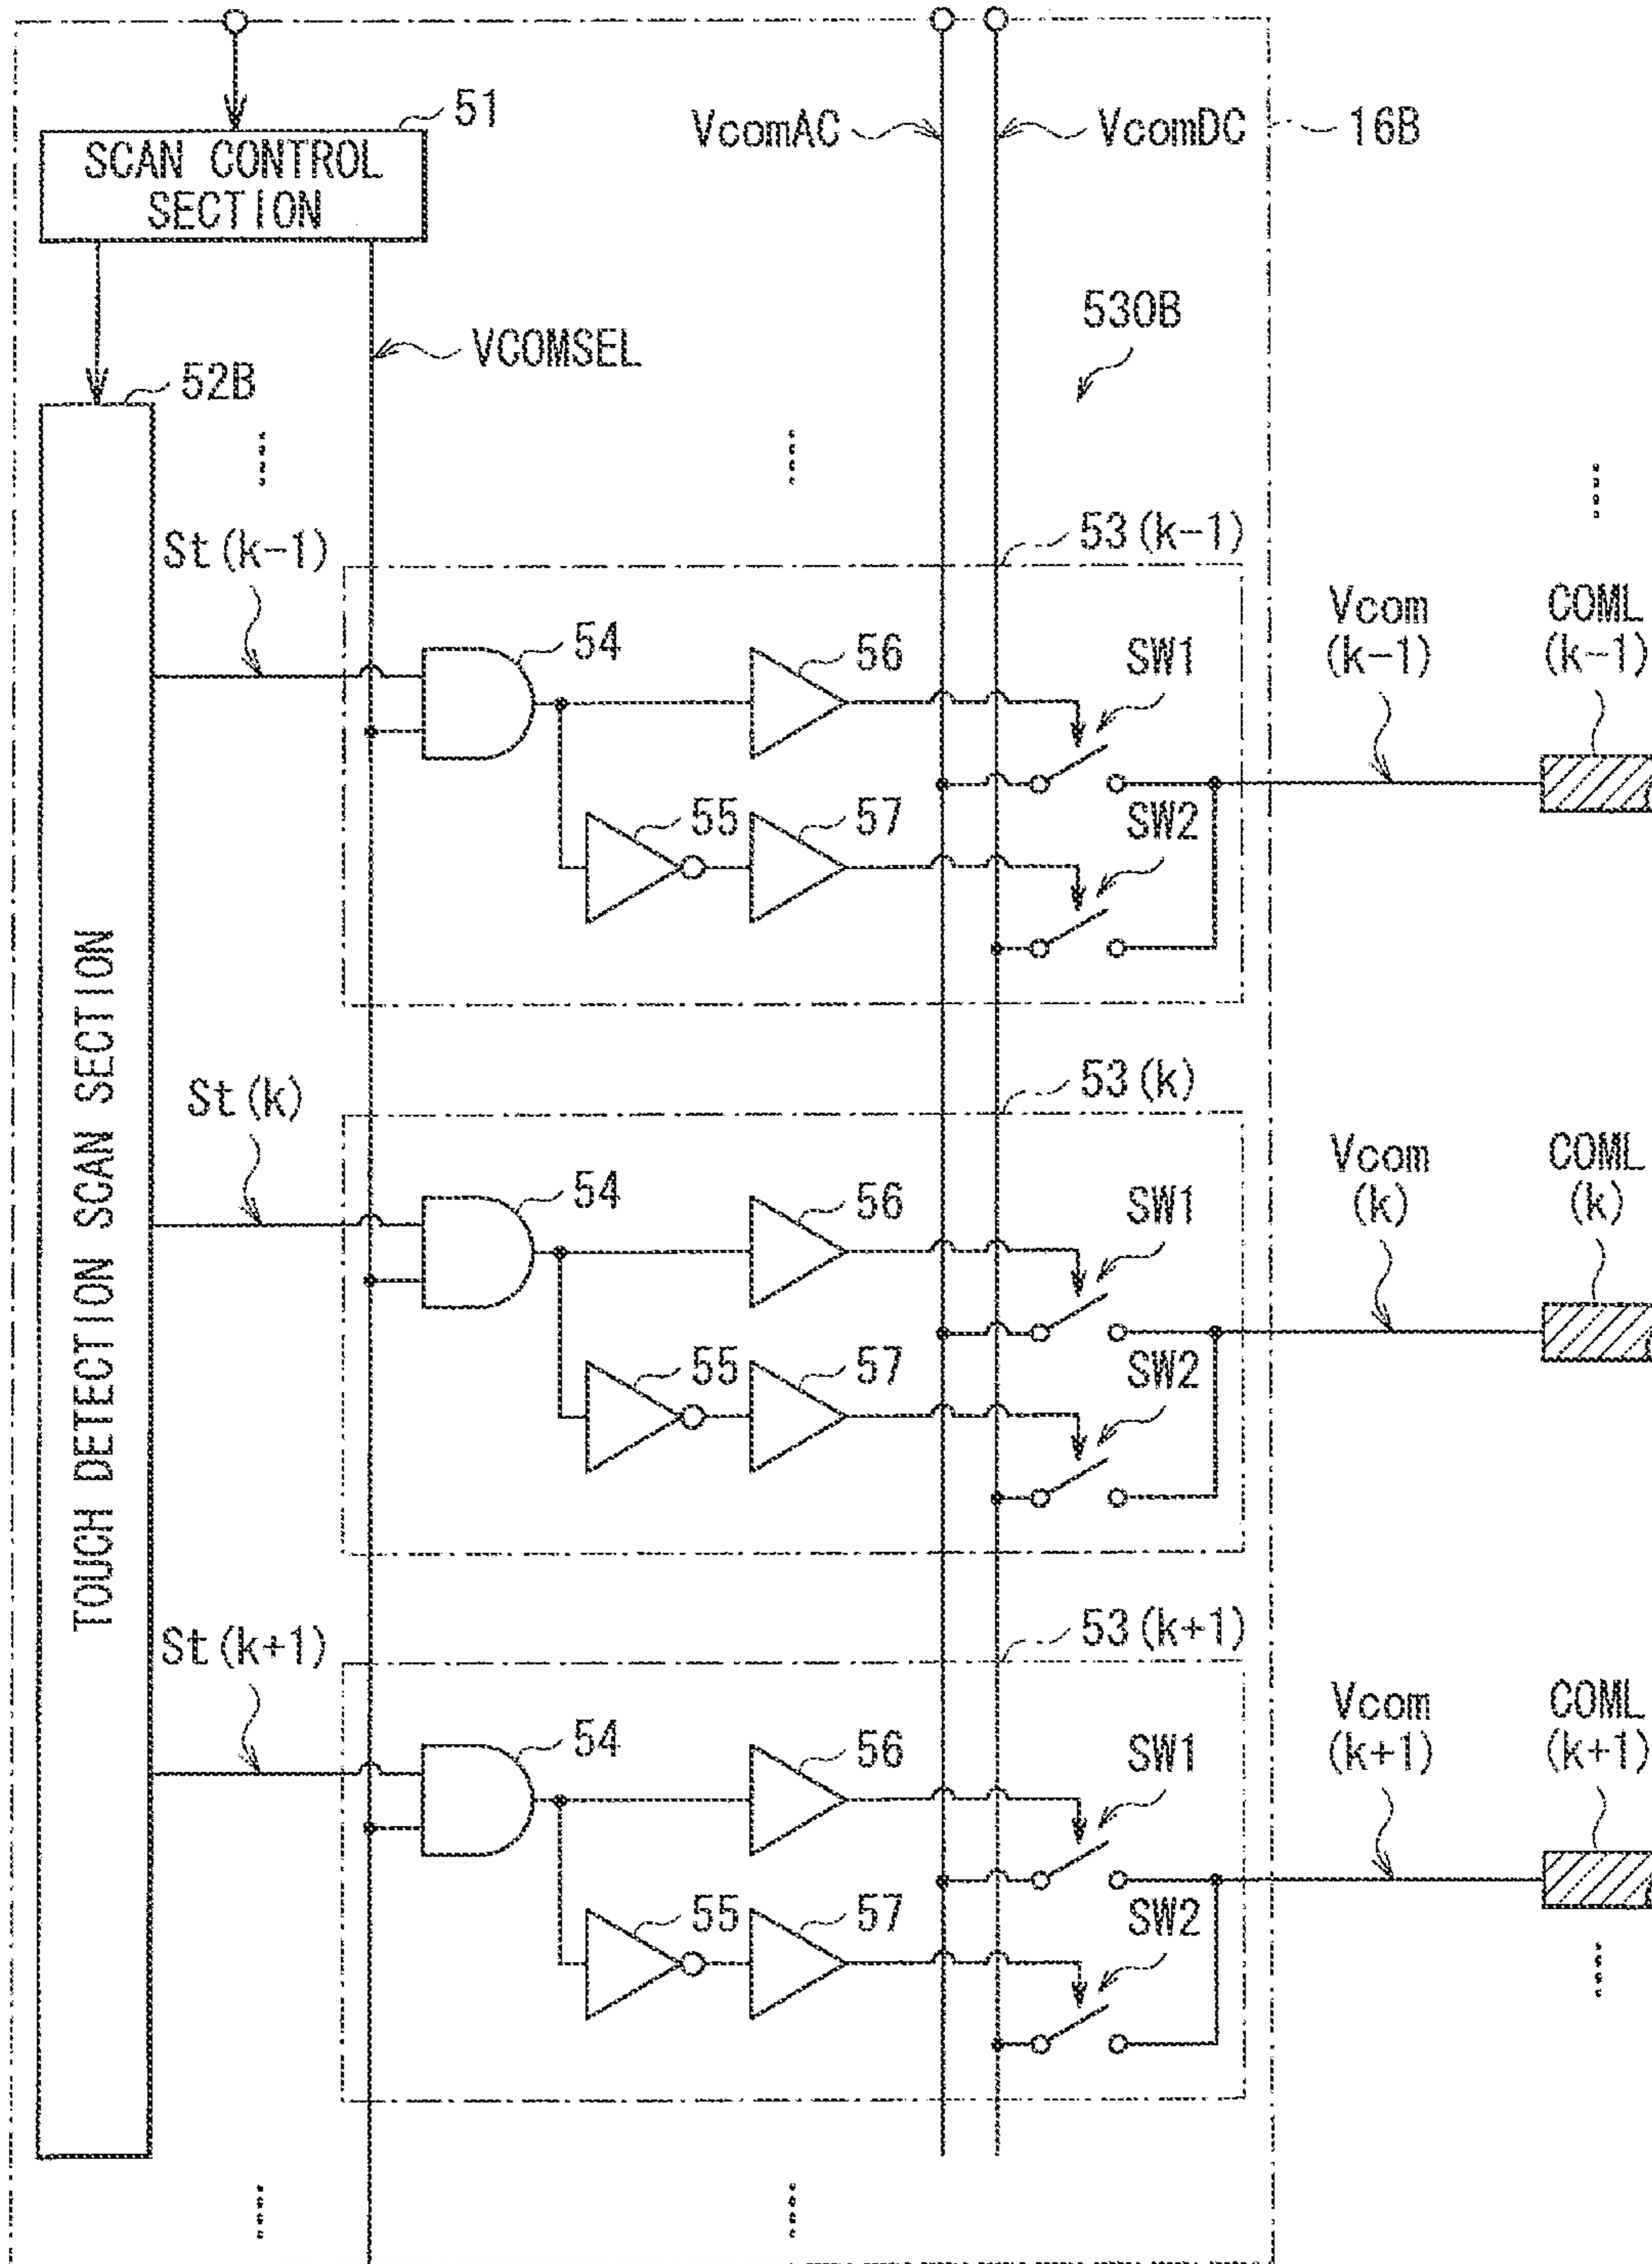 51
SCAN CONTROL
SECTION
VcomAC
VcomDC
16B
530B
VCOMSEL
52B
TOUCH DETECTION SCAN SECTION
St(k-1)
53(k-1)
54
56
SW1
55
57
SW2
Vcom
(k-1)
COML
(k-1)
St(k)
53(k)
54
56
SW1
55
57
SW2
Vcom
(k)
COML
(k)
St(k+1)
53(k+1)
54
56
SW1
55
57
SW2
Vcom
(k+1)
COML
(k+1)